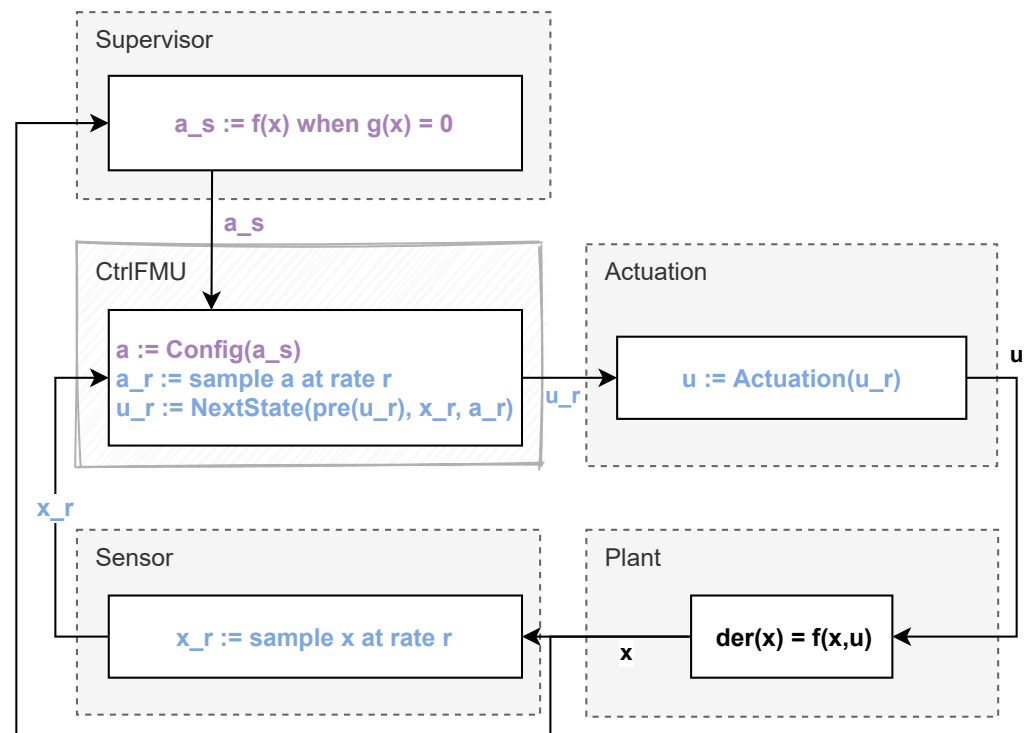 Supervisor
a_s := f(x) when g(x) = 0
a_s
CtrlFMU
a := Config(a_s)
a_r := sample a at rate r
u_r := NextState(pre(u_r), x_r, a_r)
u_r
Actuation
u := Actuation(u_r)
u
x_r
Sensor
x_r := sample x at rate r
x
Plant
der(x) = f(x,u)